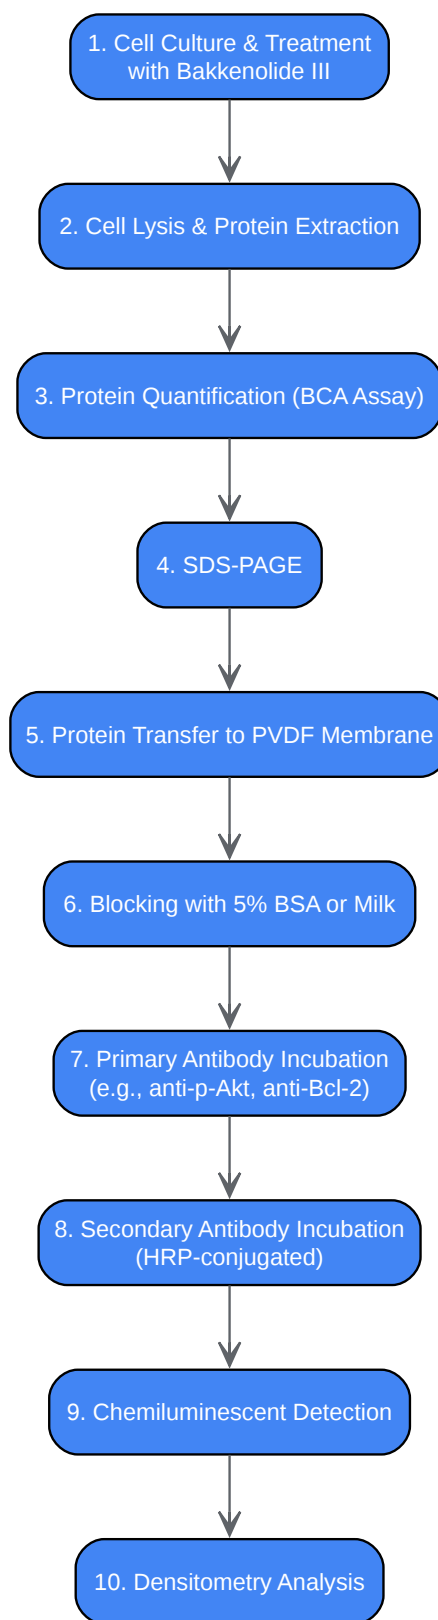 1. Cell Culture & Treatment
with Bakkenolide III
2. Cell Lysis & Protein Extraction
3. Protein Quantification (BCA Assay)
4. SDS-PAGE
5. Protein Transfer to PVDF Membrane
6. Blocking with 5% BSA or Milk
7. Primary Antibody Incubation
(e.g., anti-p-Akt, anti-Bcl-2)
8. Secondary Antibody Incubation
(HRP-conjugated)
9. Chemiluminescent Detection
10. Densitometry Analysis